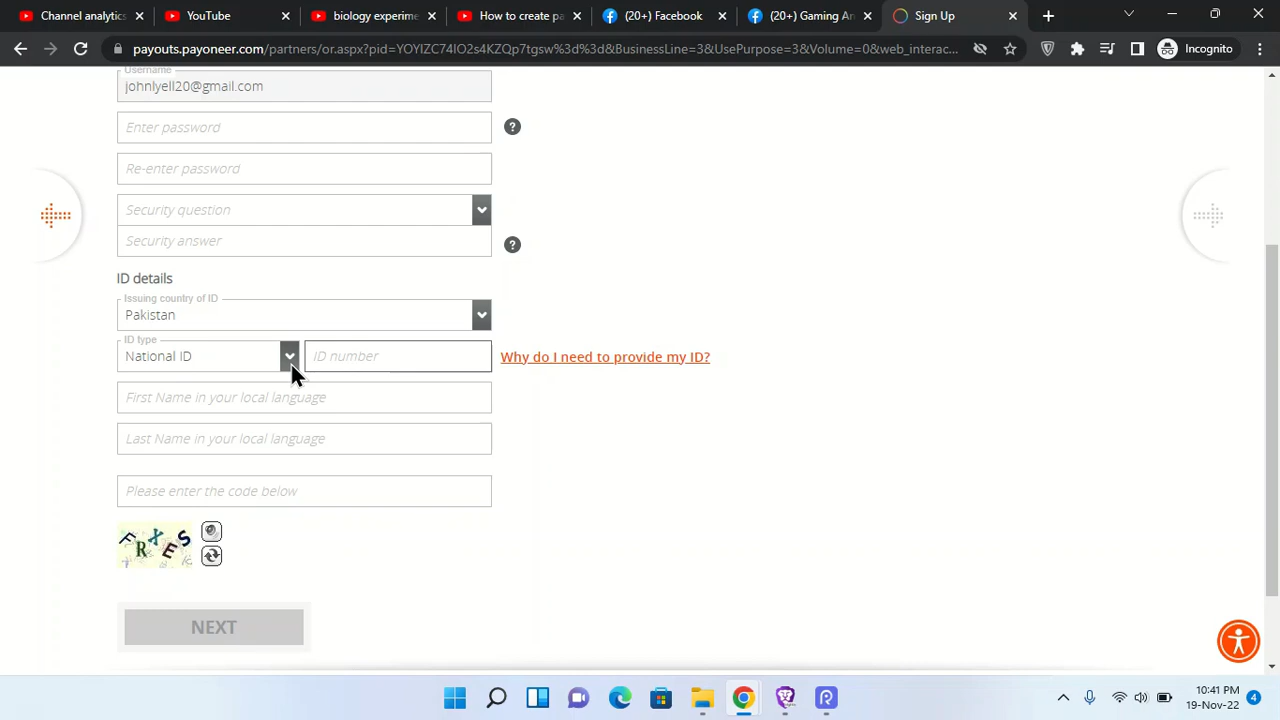 Channel analytics
YouTube
biology experime
How to create pa
(20+) Facebook
(20+) Gaming An
Sign Up
payouts.payoneer.com/partners/or.aspx?pid=YOYIZC74IO2s4KZQp7tgsw%3d%3d&BusinessLine=3&UsePurpose=3&Volume=0&web_interac...
Incognito
Username
johnlyell20@gmail.com
Enter password
?
Re-enter password
Security question
Security answer
?
ID details
Issuing country of ID
Pakistan
ID type
National ID
ID number
Why do I need to provide my ID?
First Name in your local language
Last Name in your local language
Please enter the code below
FRXES
NEXT
10:41 PM
19-Nov-22
4